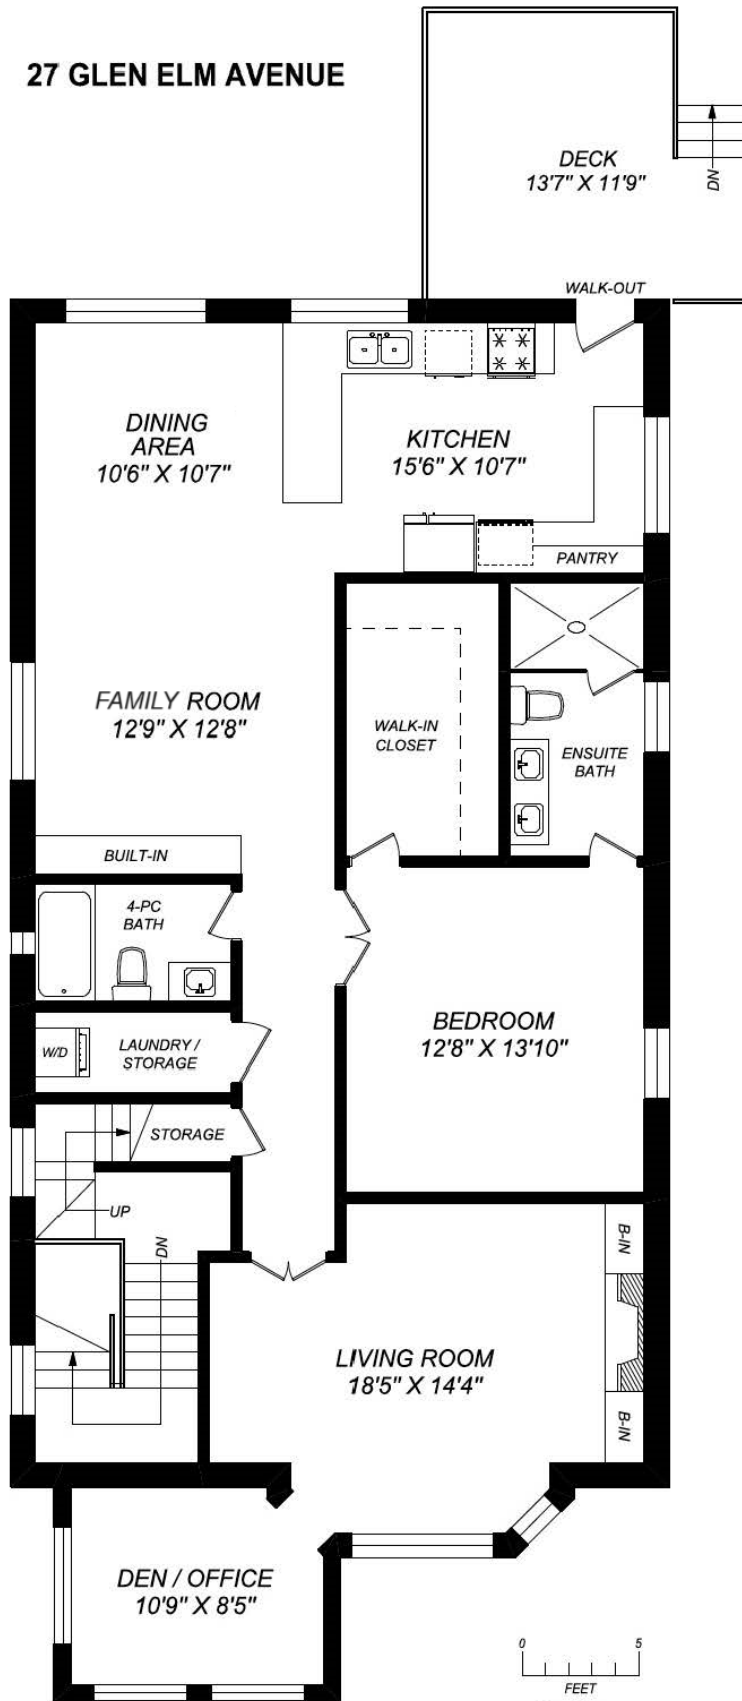 27 GLEN ELM AVENUE
DECK
13'7" X 11'9"
DN
WALK-OUT
DINING
AREA
10'6" X 10'7"
KITCHEN
15'6" X 10'7"
PANTRY
FAMILY ROOM
12'9" X 12'8"
WALK-IN
CLOSET
ENSUITE
BATH
BUILT-IN
4-PC
BATH
BEDROOM
12'8" X 13'10"
W/D
LAUNDRY /
STORAGE
STORAGE
UP
DN
B-IN
LIVING ROOM
18'5" X 14'4"
B-IN
DEN / OFFICE
10'9" X 8'5"
0 5
FEET